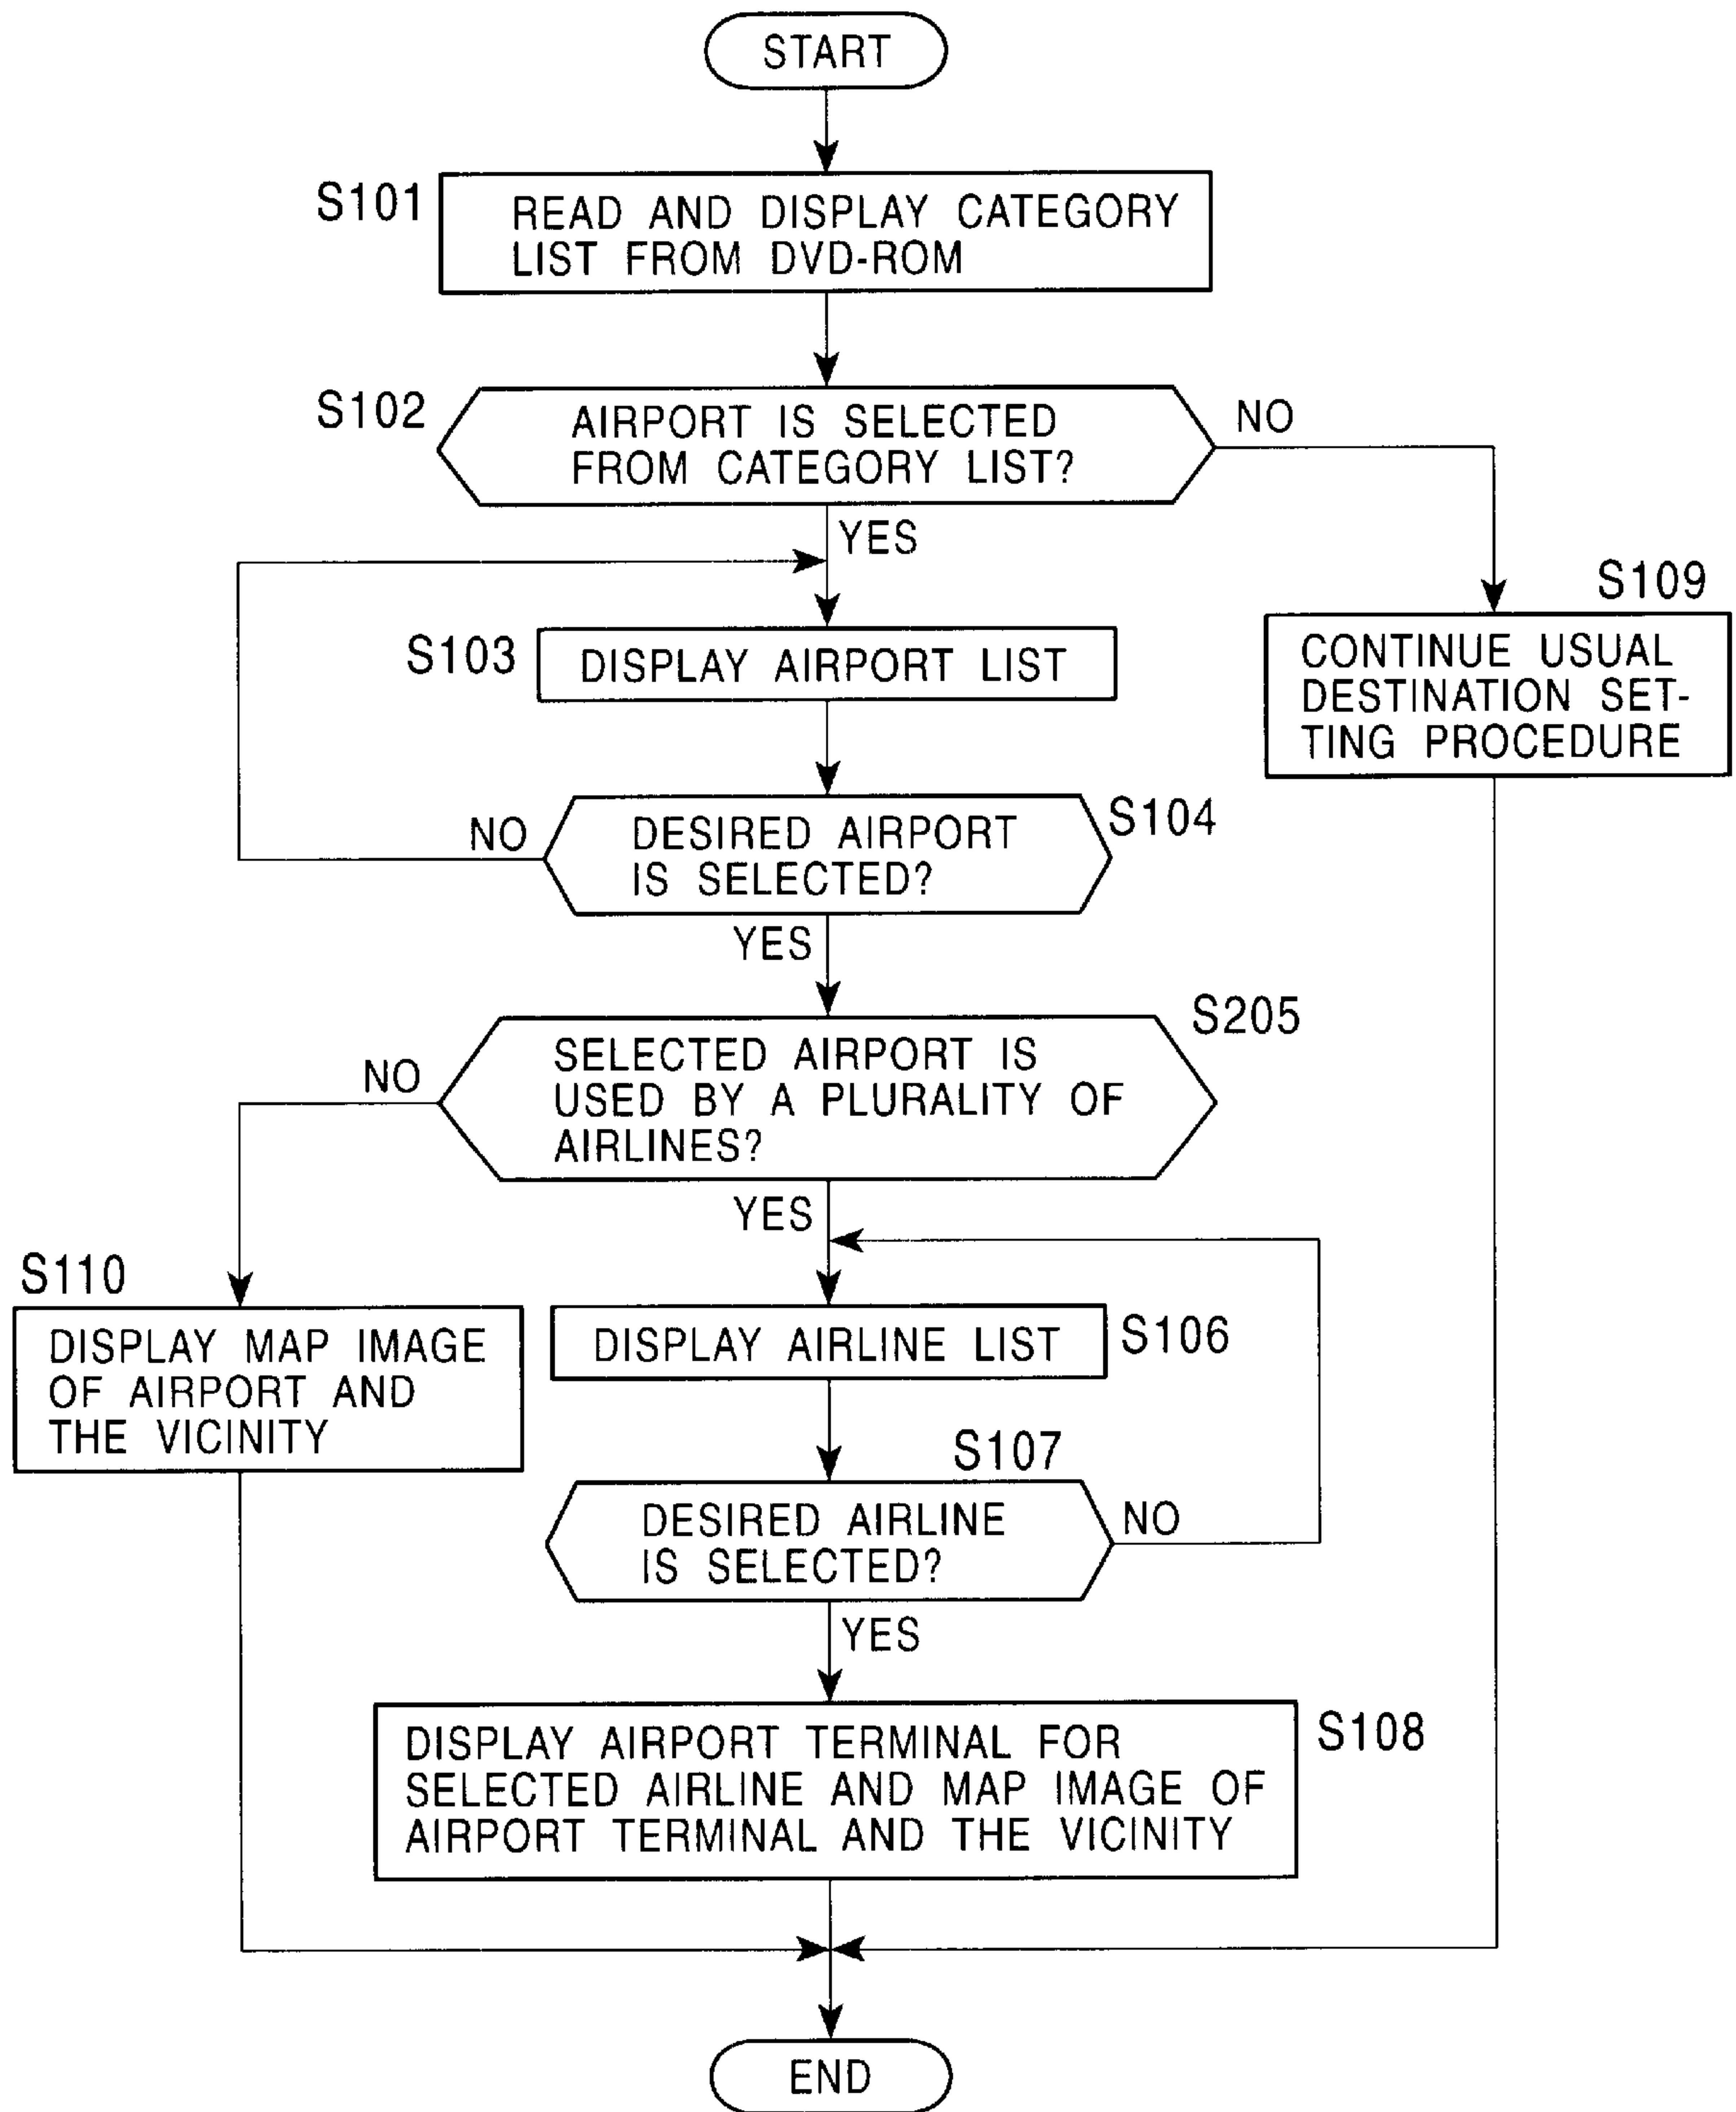 START
S101
READ AND DISPLAY CATEGORY
LIST FROM DVD-ROM
S102
AIRPORT IS SELECTED
FROM CATEGORY LIST?
NO
YES
S109
CONTINUE USUAL
DESTINATION SET-
TING PROCEDURE
S103
DISPLAY AIRPORT LIST
S104
DESIRED AIRPORT
IS SELECTED?
NO
YES
S205
SELECTED AIRPORT IS
USED BY A PLURALITY OF
AIRLINES?
NO
YES
S110
DISPLAY MAP IMAGE
OF AIRPORT AND
THE VICINITY
DISPLAY AIRLINE LIST
S106
S107
DESIRED AIRLINE
IS SELECTED?
NO
YES
DISPLAY AIRPORT TERMINAL FOR
SELECTED AIRLINE AND MAP IMAGE OF
AIRPORT TERMINAL AND THE VICINITY
S108
END